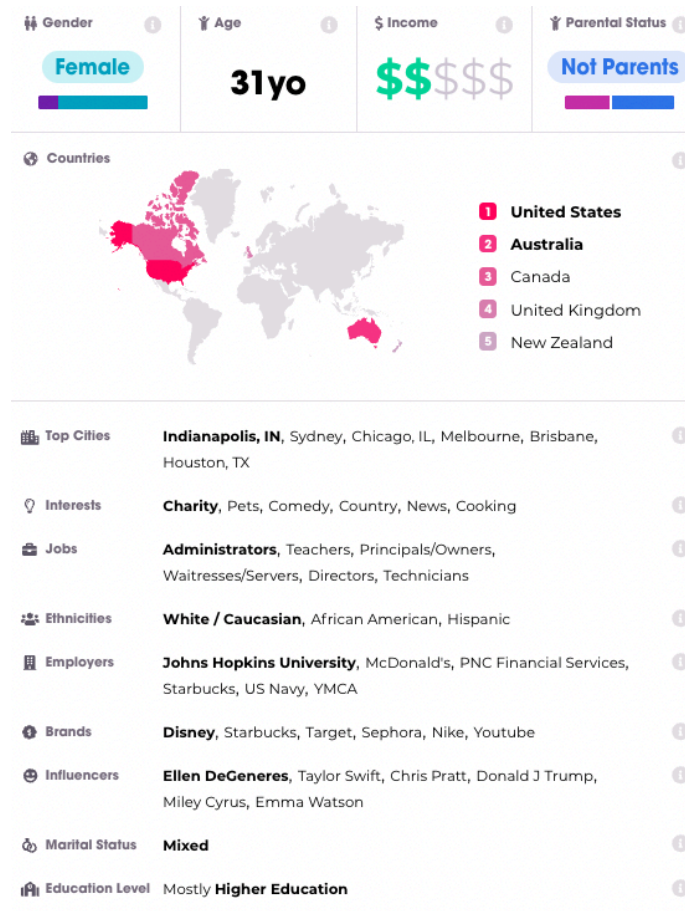 Gender
Age
$ Income
Parental Status
Female
31yo
$$$$$
Not Parents
Countries
1 United States
2 Australia
3 Canada
4 United Kingdom
5 New Zealand
Top Cities
Indianapolis, IN, Sydney, Chicago, IL, Melbourne, Brisbane,
Houston, TX
Interests
Charity, Pets, Comedy, Country, News, Cooking
Jobs
Administrators, Teachers, Principals/Owners,
Waitresses/Servers, Directors, Technicians
Ethnicities
White / Caucasian, African American, Hispanic
Employers
Johns Hopkins University, McDonald's, PNC Financial Services,
Starbucks, US Navy, YMCA
Brands
Disney, Starbucks, Target, Sephora, Nike, Youtube
Influencers
Ellen DeGeneres, Taylor Swift, Chris Pratt, Donald J Trump,
Miley Cyrus, Emma Watson
Marital Status
Mixed
Education Level
Mostly Higher Education